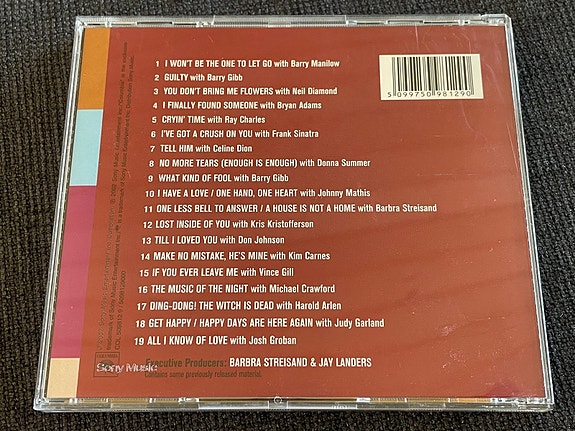 1 I WON'T BE THE ONE TO LET GO with Barry Manilow
2 GUILTY with Barry Gibb
3 YOU DON'T BRING ME FLOWERS with Neil Diamond
4 I FINALLY FOUND SOMEONE with Bryan Adams
5 CRYIN' TIME with Ray Charles
6 I'VE GOT A CRUSH ON YOU with Frank Sinatra
7 TELL HIM with Celine Dion
8 NO MORE TEARS (ENOUGH IS ENOUGH) with Donna Summer
9 WHAT KIND OF FOOL with Barry Gibb
10 I HAVE A LOVE / ONE HAND, ONE HEART with Johnny Mathis
11 ONE LESS BELL TO ANSWER / A HOUSE IS NOT A HOME with Barbra Streisand
12 LOST INSIDE OF YOU with Kris Kristofferson
13 TILL I LOVED YOU with Don Johnson
14 MAKE NO MISTAKE, HE'S MINE with Kim Carnes
15 IF YOU EVER LEAVE ME with Vince Gill
16 THE MUSIC OF THE NIGHT with Michael Crawford
17 DING-DONG! THE WITCH IS DEAD with Harold Arlen
18 GET HAPPY / HAPPY DAYS ARE HERE AGAIN with Judy Garland
19 ALL I KNOW OF LOVE with Josh Groban
Executive Producers: BARBRA STREISAND & JAY LANDERS
Contains some previously released material.
5 099750 981290
COLUMBIA
Sony Music